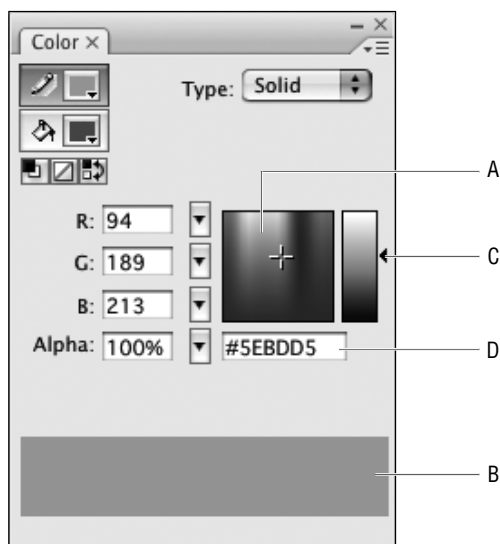 Color ×
Type: Solid
A
R: 94
G: 189
C
B: 213
Alpha: 100% #5EBDD5
D
B